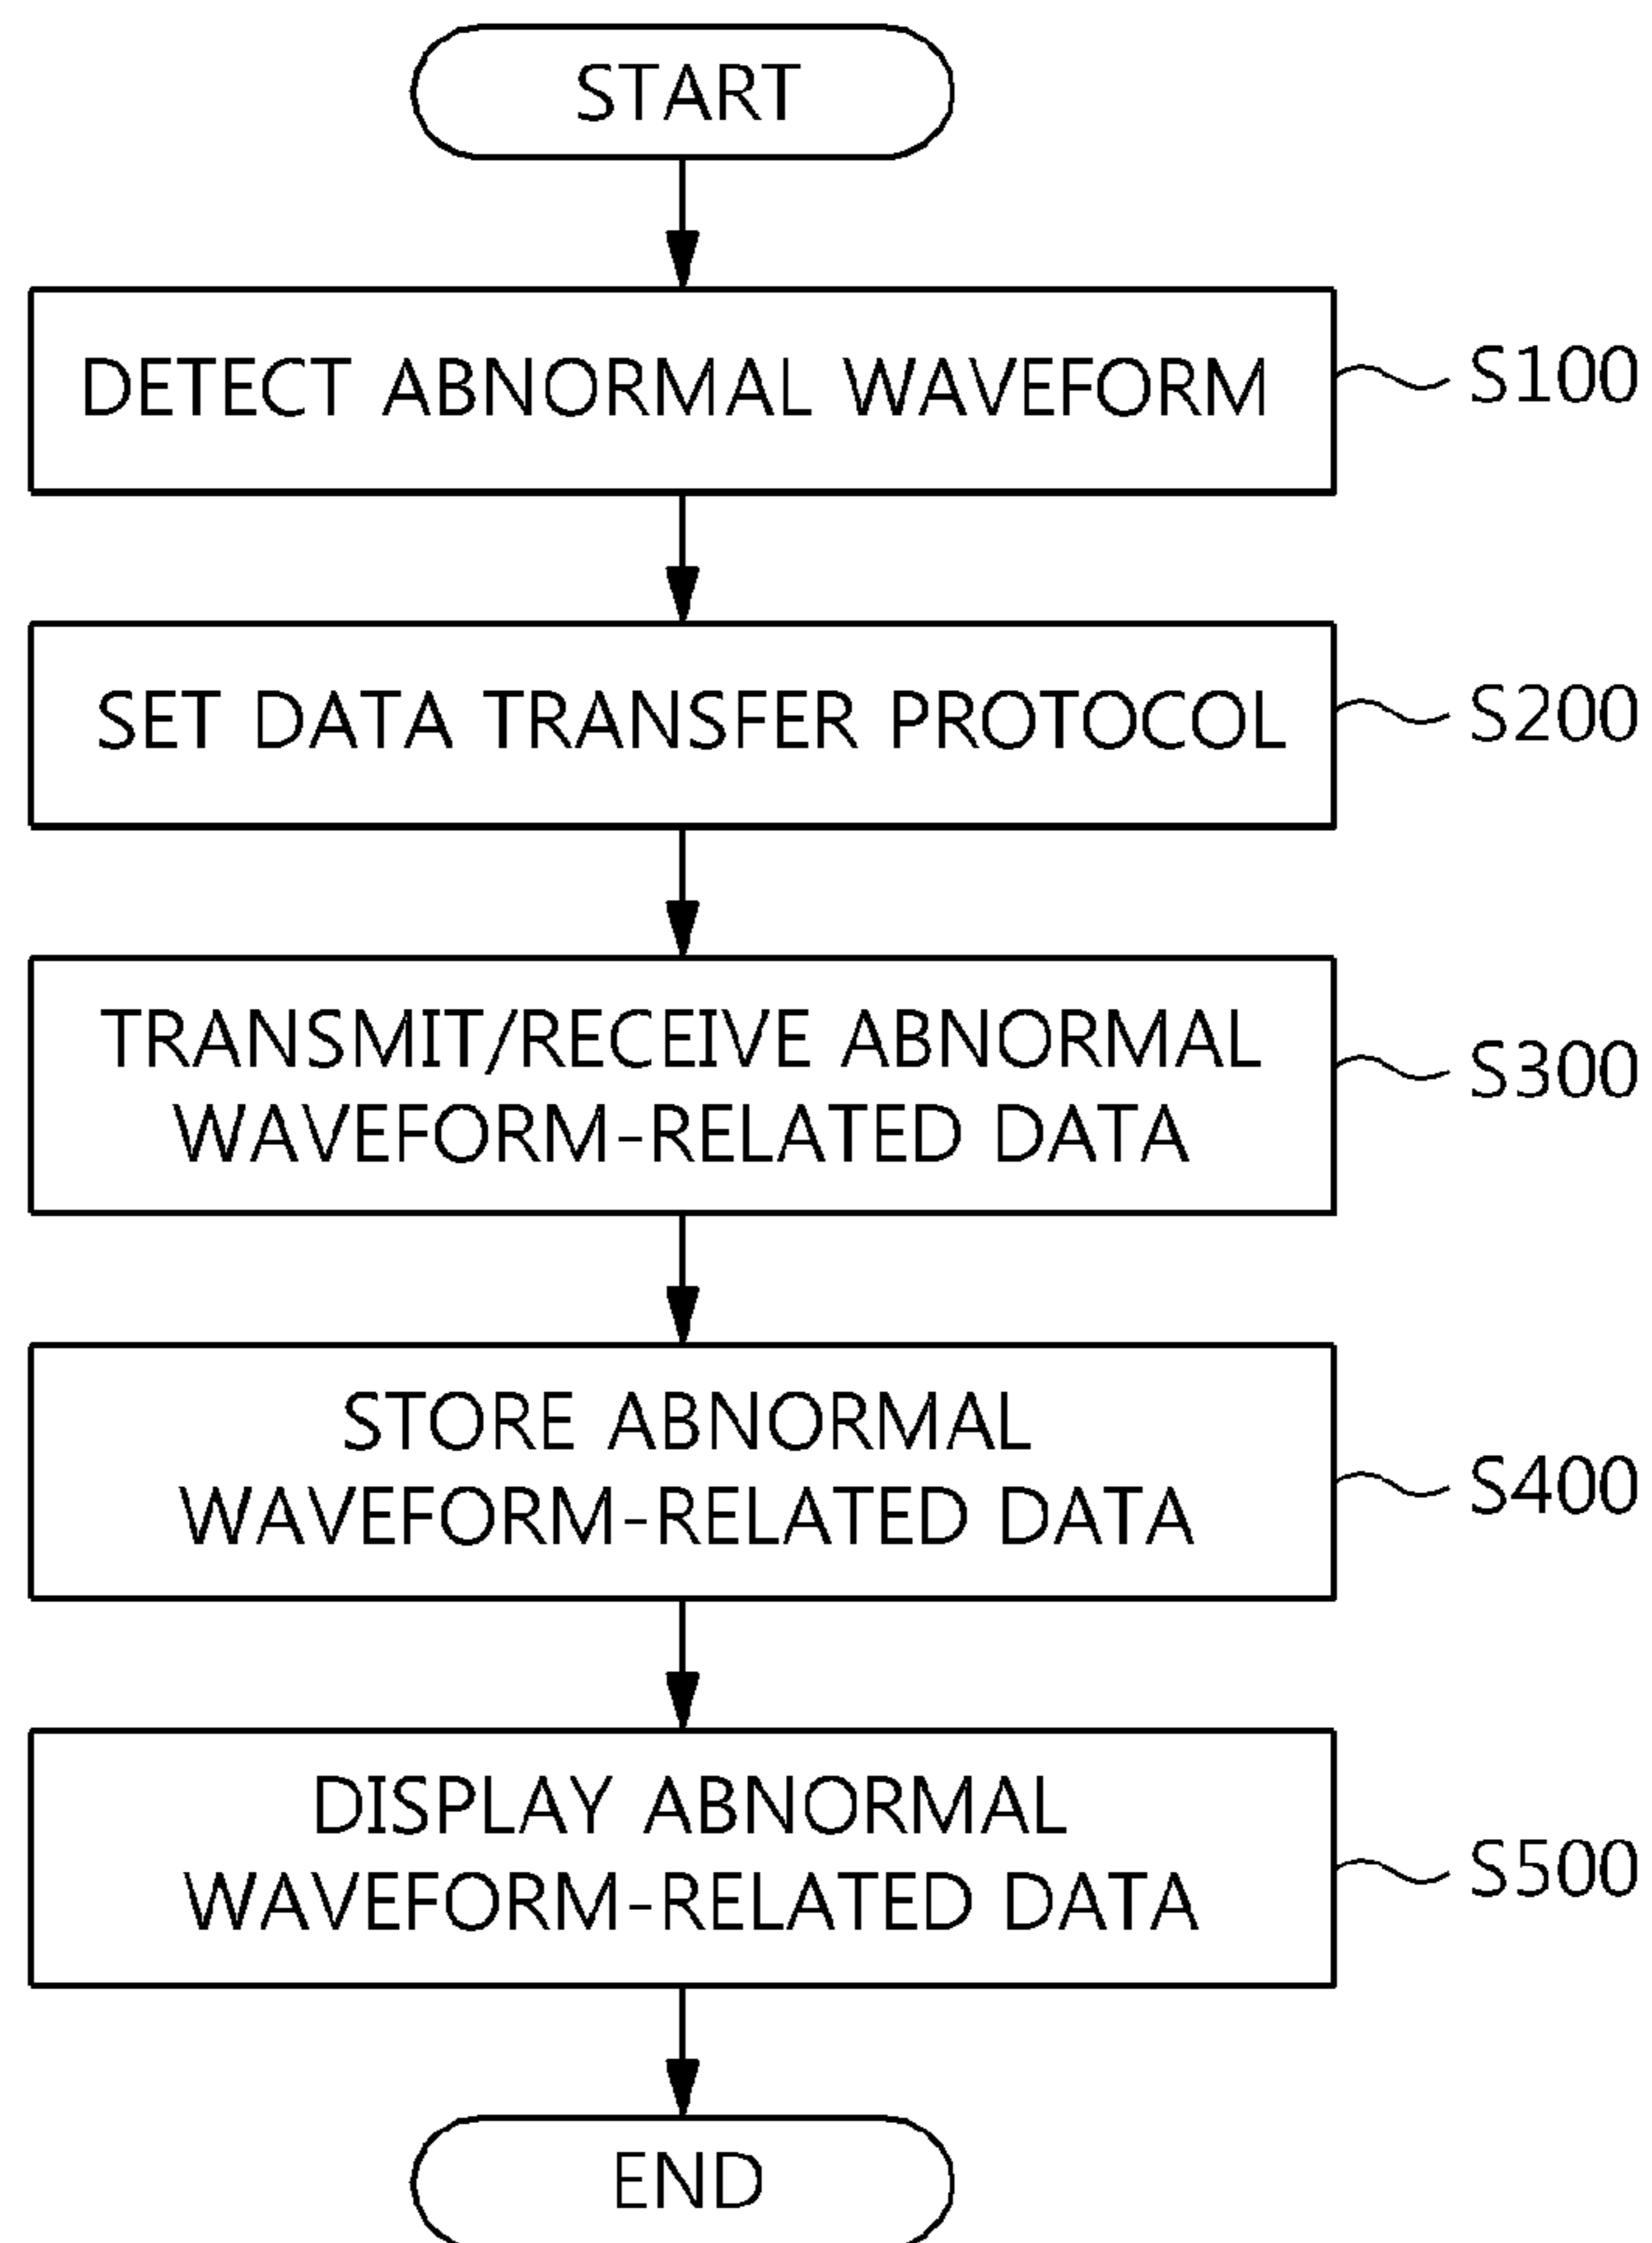 START
DETECT ABNORMAL WAVEFORM
S100
SET DATA TRANSFER PROTOCOL
S200
TRANSMIT/RECEIVE ABNORMAL
WAVEFORM-RELATED DATA
S300
STORE ABNORMAL
WAVEFORM-RELATED DATA
S400
DISPLAY ABNORMAL
WAVEFORM-RELATED DATA
S500
END